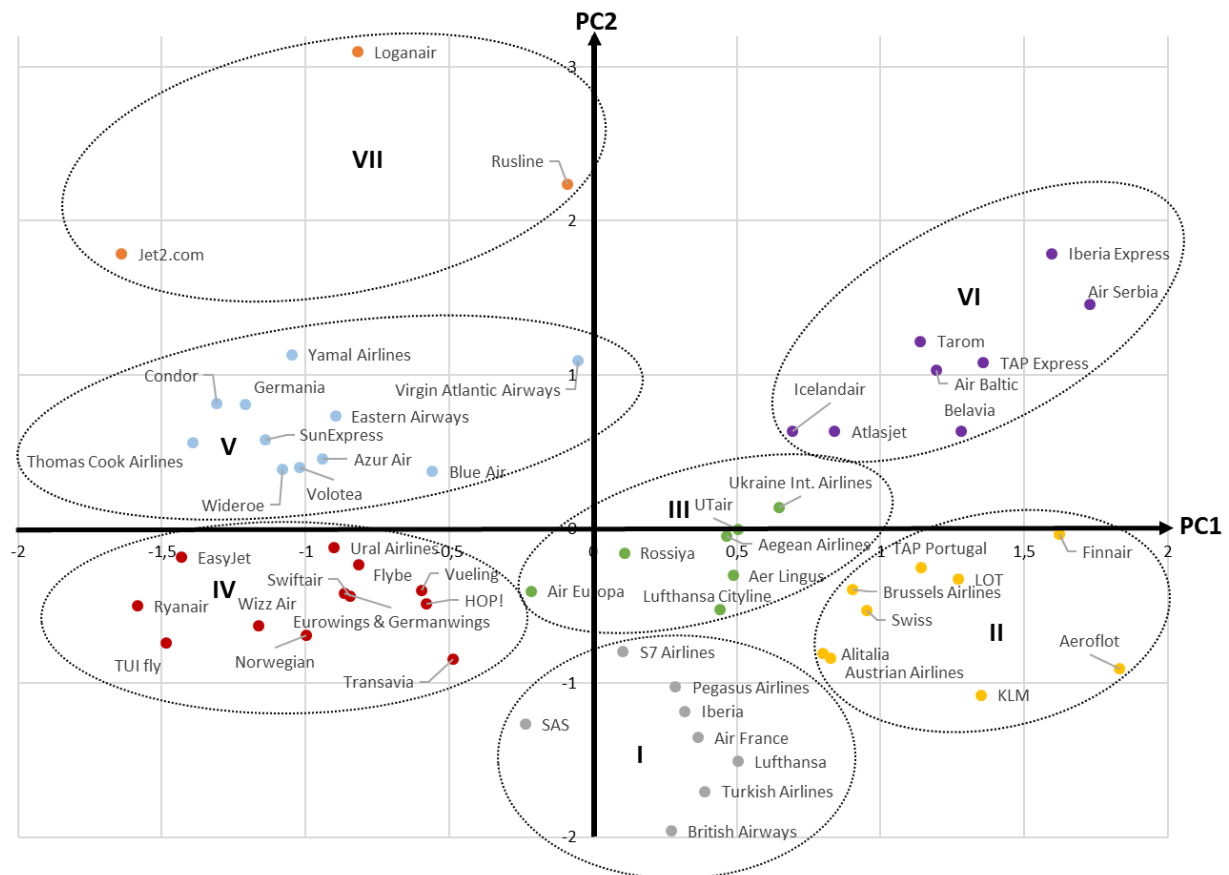 PC2
3
Loganair
VII
Rusline
2
Jet2.com
Iberia Express
VI
Air Serbia
Yamal Airlines
Tarom
TAP Express
1
Virgin Atlantic Airways
Condor
Germania
Air Baltic
Icelandair
Belavia
Eastern Airways
SunExpress
V
Atlasjet
Thomas Cook Airlines
Azur Air
Blue Air
Volotea
Wideroe
Ukraine Int. Airlines
III
UTair
PC1
-2
-1,5
-1
-0,5
0
0
0,5
1
1,5
2
EasyJet
Ural Airlines
Rossiya
Aegean Airlines
TAP Portugal
Finnair
Flybe
Vueling
IV
Swiftair
Aer Lingus
LOT
Air Europa
Lufthansa Cityline
Brussels Airlines
Ryanair
Wizz Air
HOP!
Eurowings & Germanwings
Swiss
II
TUI fly
Norwegian
Transavia
S7 Airlines
Alitalia
Austrian Airlines
Aeroflot
-1
Pegasus Airlines
KLM
SAS
Iberia
I
Air France
Lufthansa
Turkish Airlines
British Airways
-2